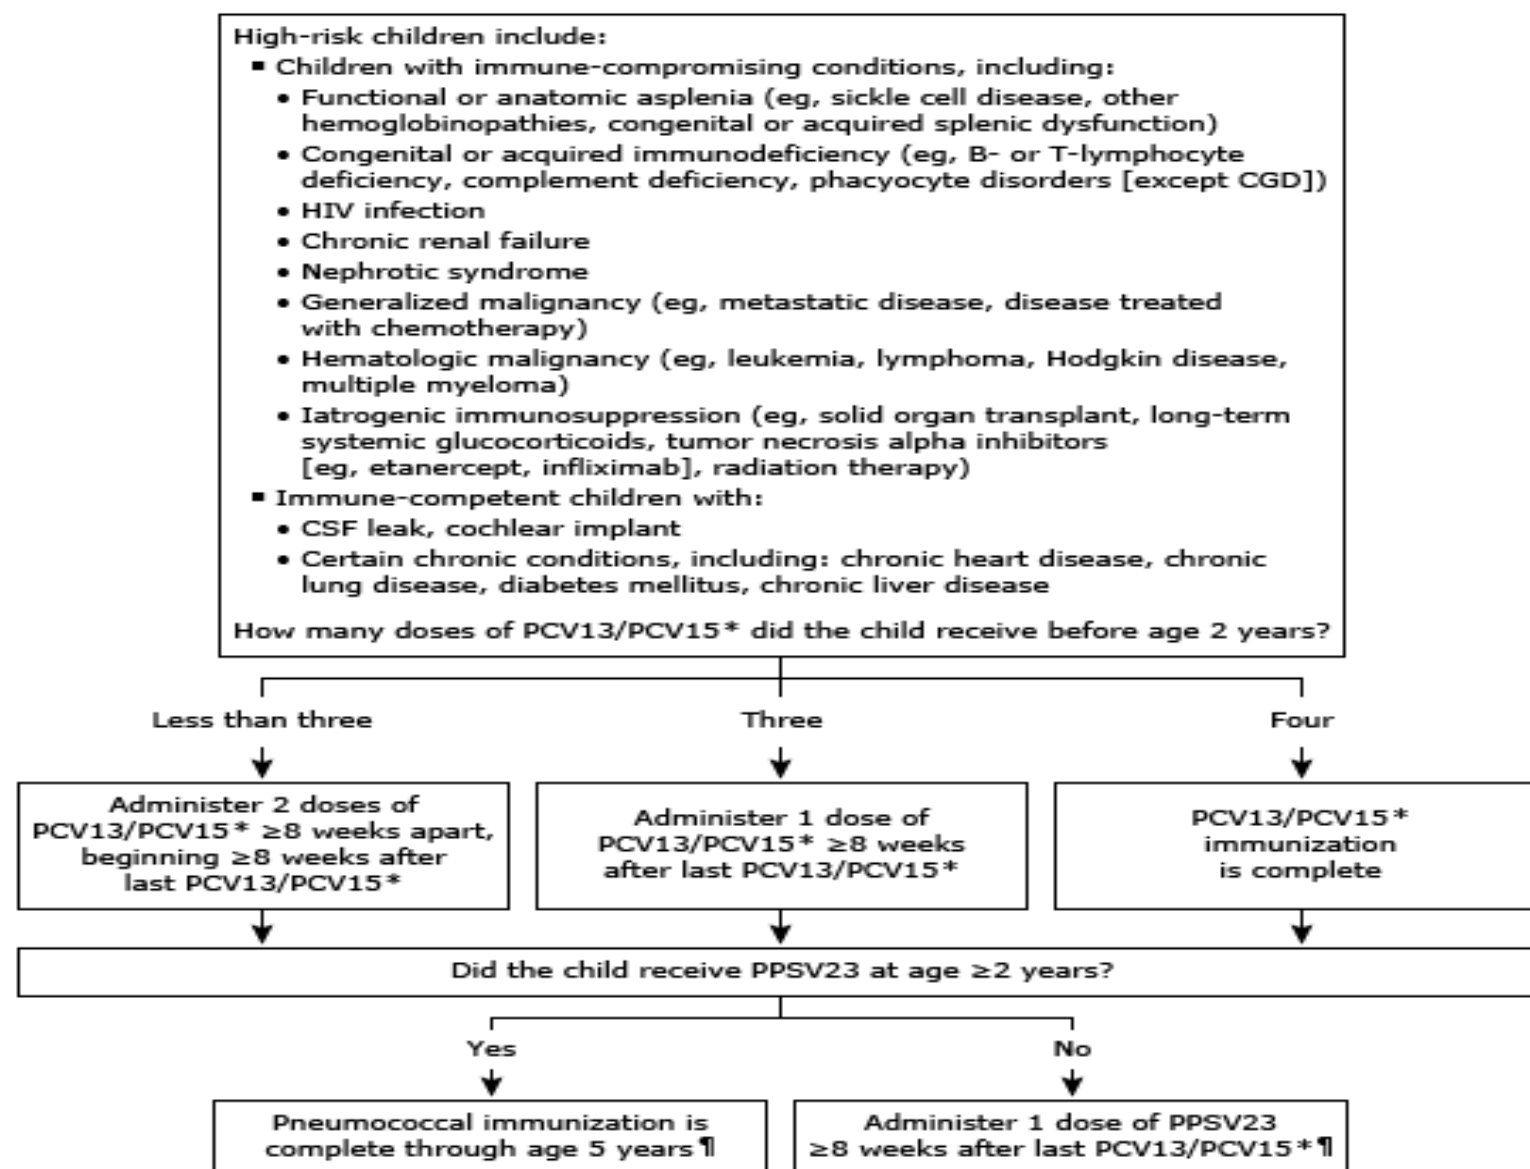 High-risk children include:
▪ Children with immune-compromising conditions, including:
• Functional or anatomic asplenia (eg, sickle cell disease, other
hemoglobinopathies, congenital or acquired splenic dysfunction)
• Congenital or acquired immunodeficiency (eg, B- or T-lymphocyte
deficiency, complement deficiency, phacyocyte disorders [except CGD])
• HIV infection
• Chronic renal failure
• Nephrotic syndrome
• Generalized malignancy (eg, metastatic disease, disease treated
with chemotherapy)
• Hematologic malignancy (eg, leukemia, lymphoma, Hodgkin disease,
multiple myeloma)
• Iatrogenic immunosuppression (eg, solid organ transplant, long-term
systemic glucocorticoids, tumor necrosis alpha inhibitors
[eg, etanercept, infliximab], radiation therapy)
▪ Immune-competent children with:
• CSF leak, cochlear implant
• Certain chronic conditions, including: chronic heart disease, chronic
lung disease, diabetes mellitus, chronic liver disease
How many doses of PCV13/PCV15* did the child receive before age 2 years?
Less than three
Three
Four
Administer 2 doses of
PCV13/PCV15* ≥8 weeks apart,
beginning ≥8 weeks after
last PCV13/PCV15*
Administer 1 dose of
PCV13/PCV15* ≥8 weeks
after last PCV13/PCV15*
PCV13/PCV15*
immunization
is complete
Did the child receive PPSV23 at age ≥2 years?
Yes
No
Pneumococcal immunization is
complete through age 5 years¶
Administer 1 dose of PPSV23
≥8 weeks after last PCV13/PCV15*¶